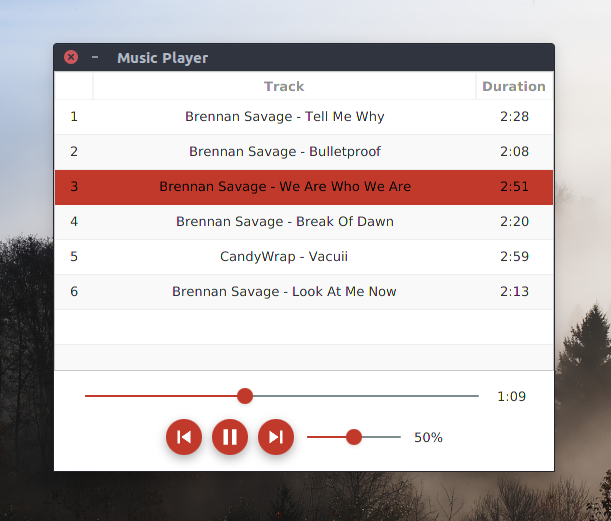 Music Player
Track Duration
1 Brennan Savage - Tell Me Why 2:28
2 Brennan Savage - Bulletproof 2:08
3 Brennan Savage - We Are Who We Are 2:51
4 Brennan Savage - Break Of Dawn 2:20
5 CandyWrap - Vacuii 2:59
6 Brennan Savage - Look At Me Now 2:13
1:09
50%